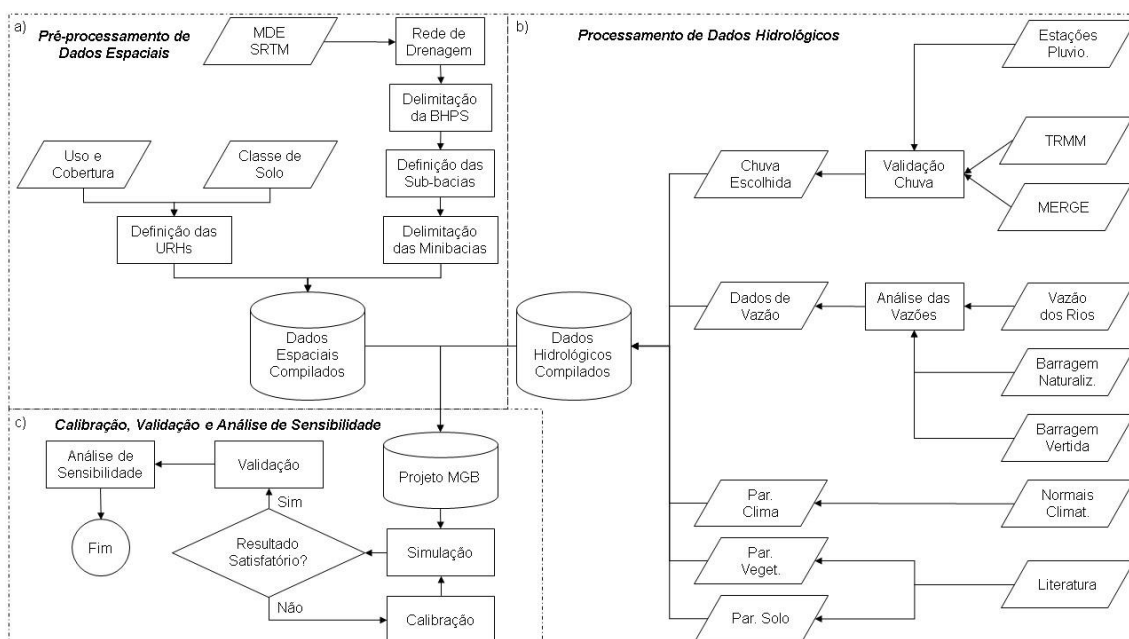 a)
Pré-processamento de
Dados Espaciais
MDE
SRTM
Rede de
Drenagem
Delimitação
da BHPS
Uso e
Cobertura
Classe de
Solo
Definição das
Sub-bacias
Definição das
URHs
Delimitação
das Minibacias
Dados
Espaciais
Compilados
b)
Processamento de Dados Hidrológicos
Estações
Pluvio.
TRMM
MERGE
Validação
Chuva
Chuva
Escolhida
Dados de
Vazão
Análise das
Vazões
Vazão
dos Rios
Barragem
Naturaliz.
Barragem
Vertida
Dados
Hidrológicos
Compilados
Par.
Clima
Normais
Climat.
Par.
Veget.
Literatura
Par. Solo
c)
Calibração, Validação e Análise de Sensibilidade
Análise de
Sensibilidade
Validação
Projeto MGB
Sim
Fim
Resultado
Satisfatório?
Simulação
Não
Calibração